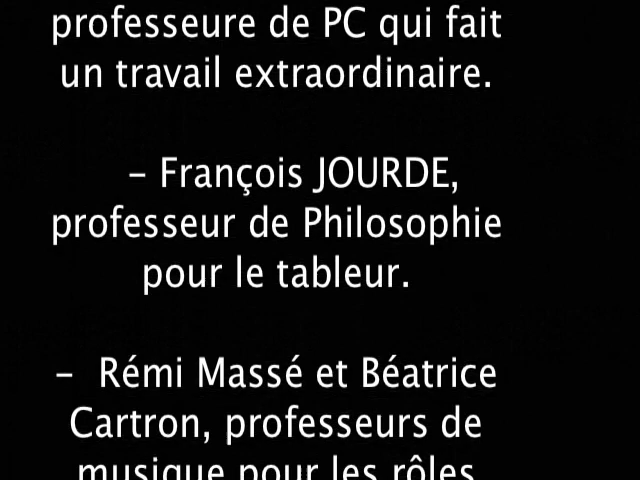 professeure de PC qui fait
un travail extraordinaire.
– François JOURDE,
professeur de Philosophie
pour le tableur.
– Rémi Massé et Béatrice
Cartron, professeurs de
musique pour les rôles